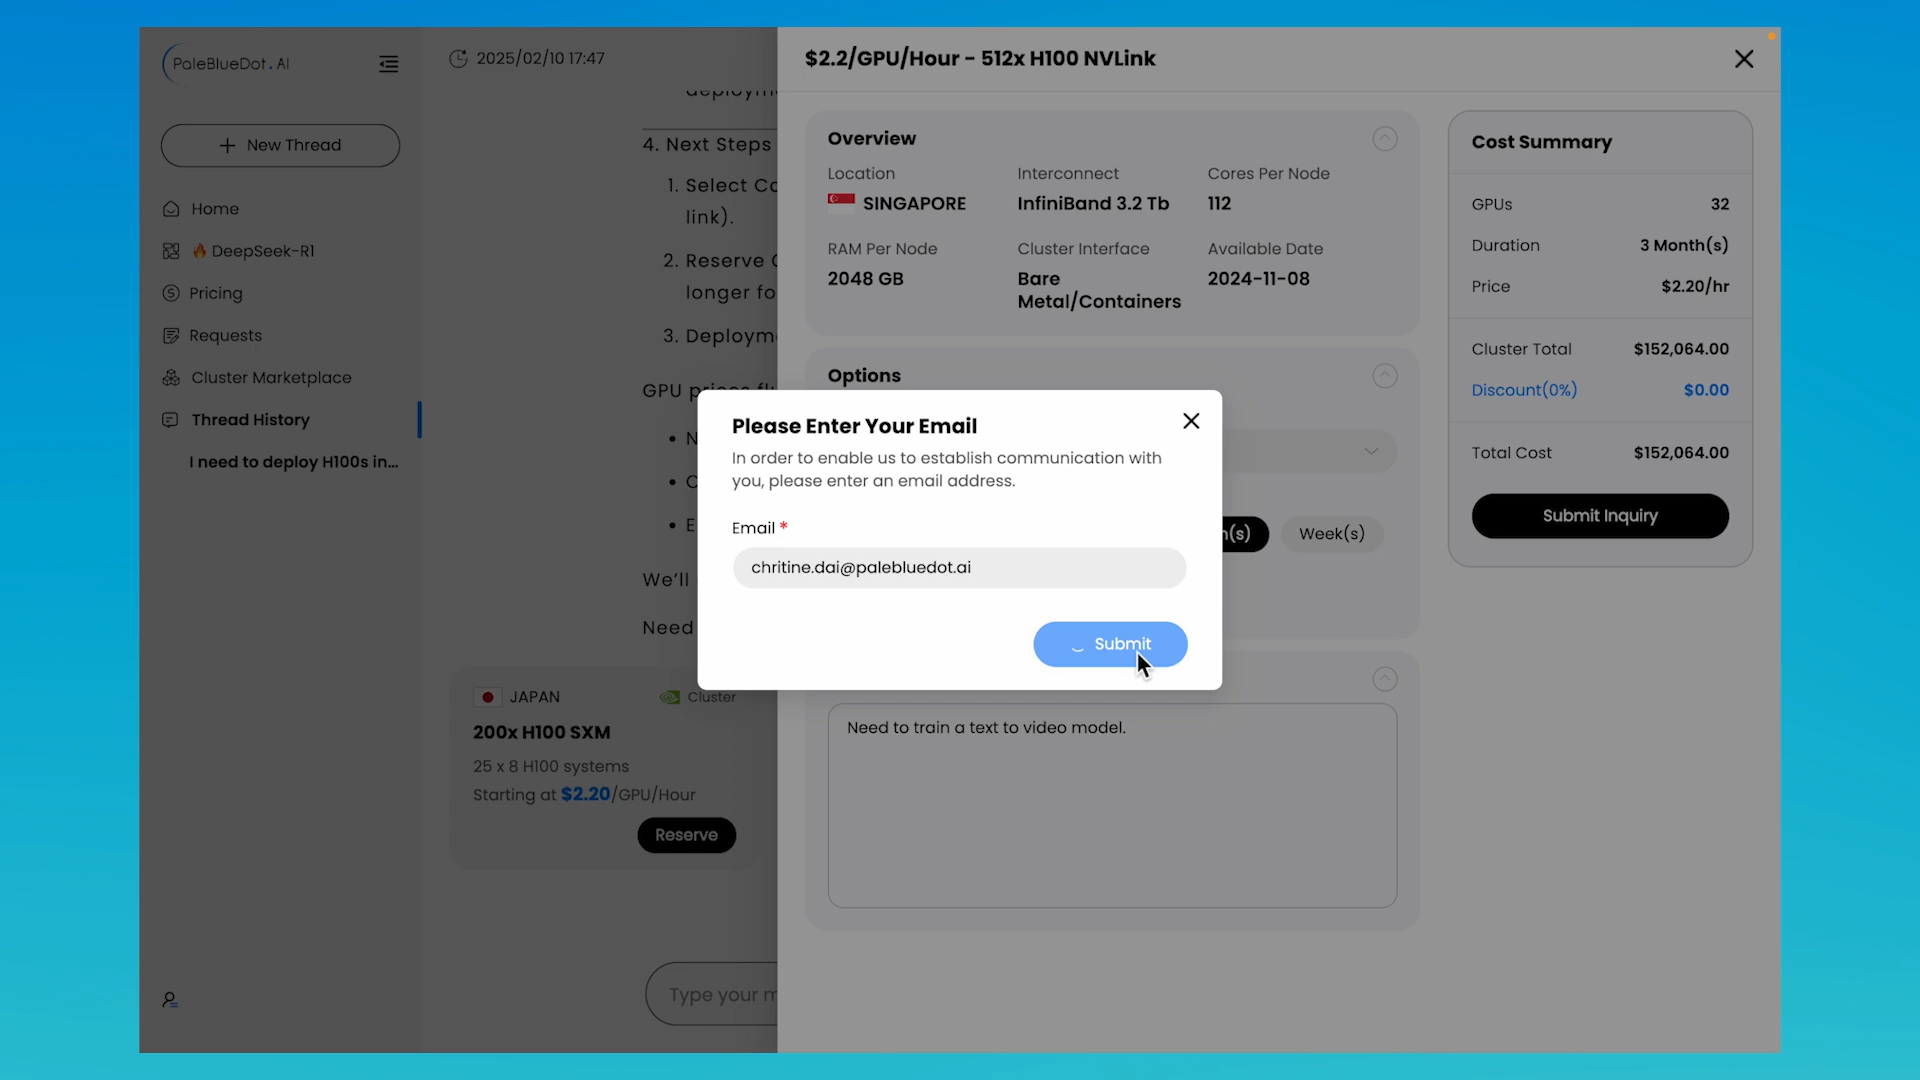 PaleBlueDot.AI
New Thread
Home
🔥 DeepSeek-R1
Pricing
Requests
Cluster Marketplace
Thread History
I need to deploy H100s in...
2025/02/10 17:47
4. Next Steps
1. Select Co
link).
2. Reserve
longer fo
3. Deploym
GPU prices
N
E
We'll
Need
JAPAN
Cluster
200x H100 SXM
25 x 8 H100 systems
Starting at $2.20/GPU/Hour
Reserve
Type your m
$2.2/GPU/Hour - 512x H100 NVLink
Overview
Location
Interconnect
Cores Per Node
SINGAPORE
InfiniBand 3.2 Tb
112
RAM Per Node
Cluster Interface
Available Date
2048 GB
Bare
Metal/Containers
2024-11-08
Options
(s)
Week(s)
Need to train a text to video model.
Please Enter Your Email
In order to enable us to establish communication with
you, please enter an email address.
Email *
chritine.dai@palebluedot.ai
Submit
Cost Summary
GPUs 32
Duration 3 Month(s)
Price $2.20/hr
Cluster Total $152,064.00
Discount(0%) $0.00
Total Cost $152,064.00
Submit Inquiry